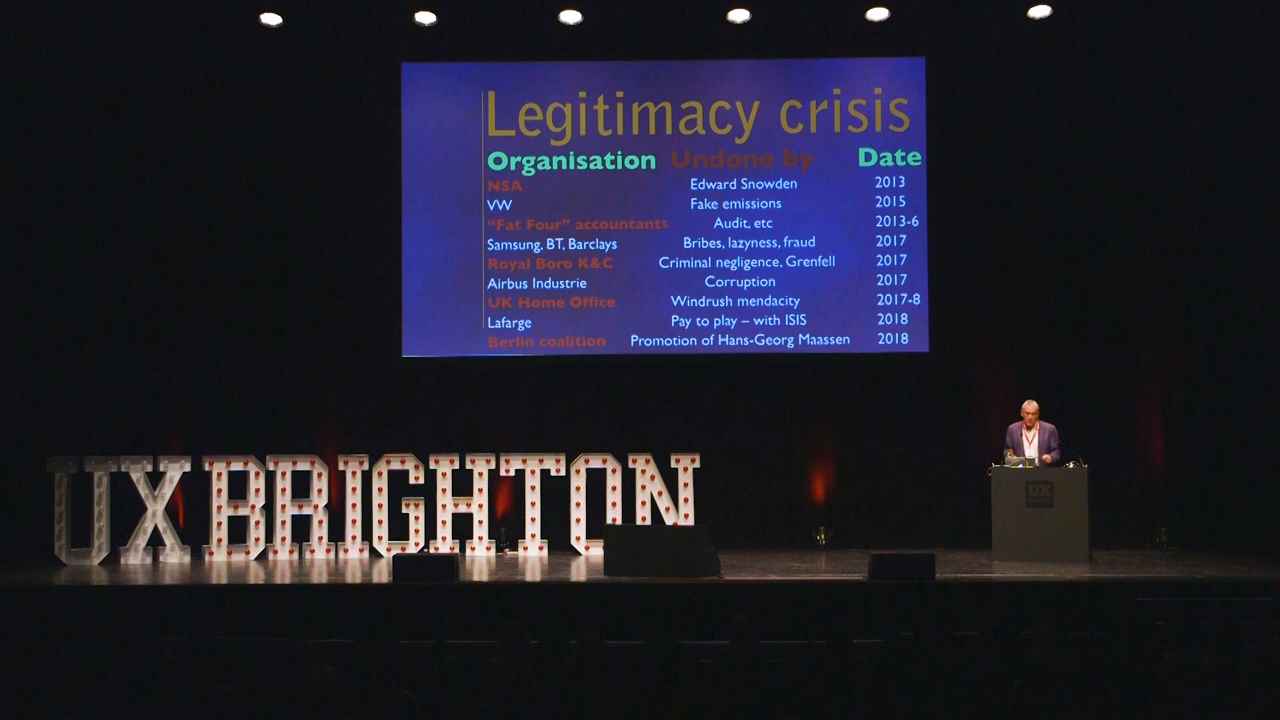 Legitimacy crisis
Organisation Undone by Date
NSA Edward Snowden 2013
VW Fake emissions 2015
“Fat Four” accountants Audit, etc 2013-6
Samsung, BT, Barclays Bribes, lazyness, fraud 2017
Royal Boro K&C Criminal negligence, Grenfell 2017
Airbus Industrie Corruption 2017
UK Home Office Windrush mendacity 2017-8
Lafarge Pay to play – with ISIS 2018
Berlin coalition Promotion of Hans-Georg Maassen 2018
UX BRIGHTON
UX